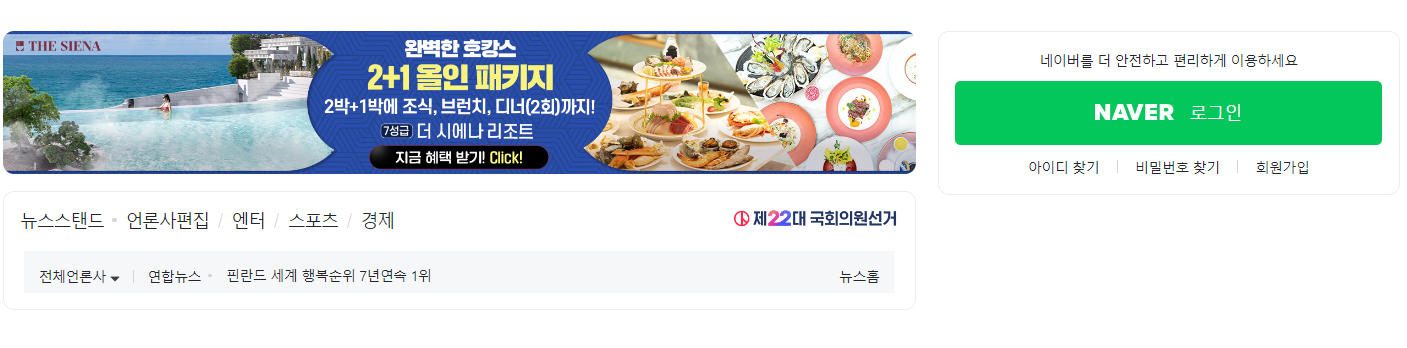 THE SIENA
완벽한 호캉스
2+1 올인 패키지
2박+1박에 조식, 브런치, 디너(2회)까지!
7성급 더 시에나 리조트
지금 혜택 받기! Click!
네이버를 더 안전하고 편리하게 이용하세요
NAVER 로그인
아이디 찾기 비밀번호 찾기 회원가입
뉴스스탠드 언론사편집 엔터 스포츠 경제 제22대 국회의원선거
전체언론사 연합뉴스 핀란드 세계 행복순위 7년연속 1위 뉴스홈